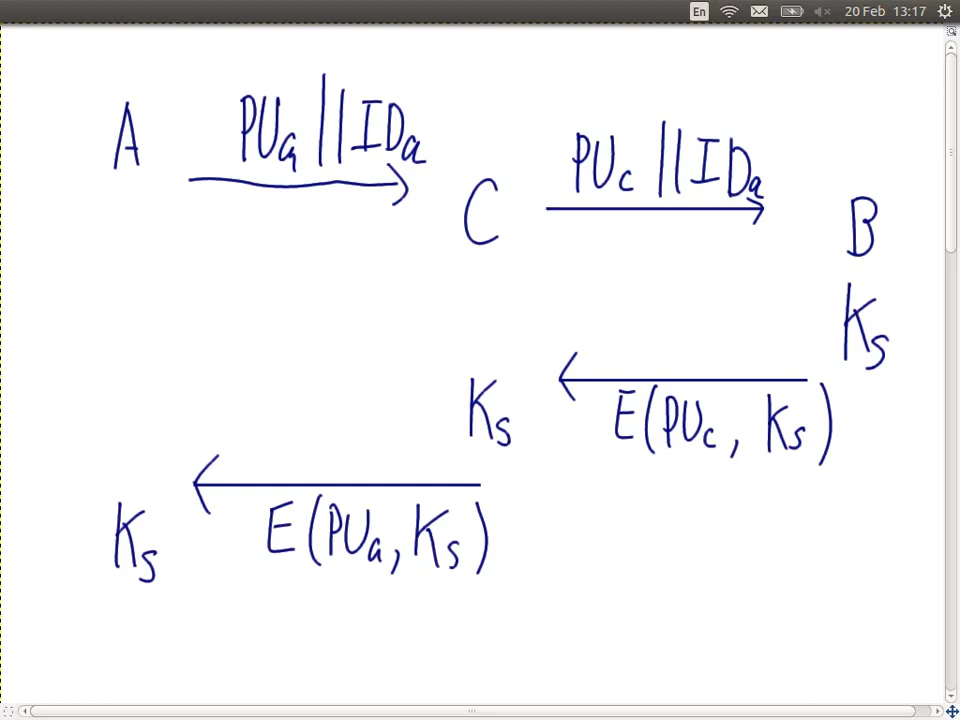 En 20 Feb 13:17
A PUa || IDa
C PUc || IDa
B
Ks
Ks E(PUc, Ks)
Ks E(PUa, Ks)